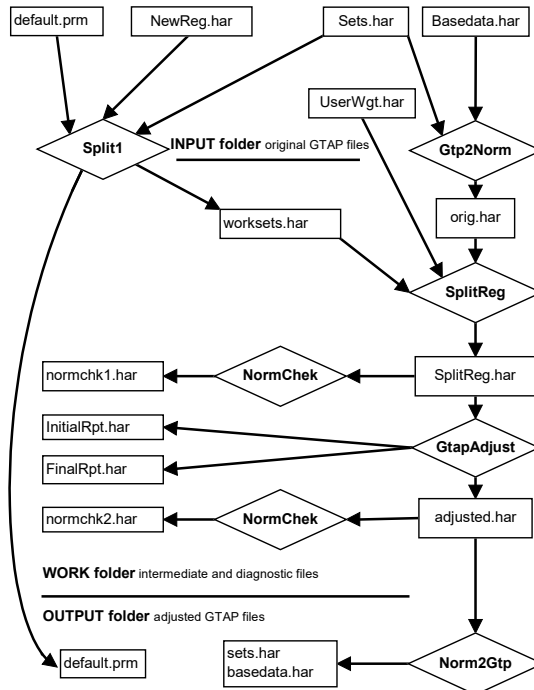 default.prm
NewReg.har
Sets.har
Basedata.har
UserWgt.har
Split1
INPUT folder original GTAP files
Gtp2Norm
worksets.har
orig.har
SplitReg
normchk1.har
NormChek
SplitReg.har
InitialRpt.har
GtapAdjust
FinalRpt.har
normchk2.har
NormChek
adjusted.har
WORK folder intermediate and diagnostic files
OUTPUT folder adjusted GTAP files
default.prm
sets.har
basedata.har
Norm2Gtp